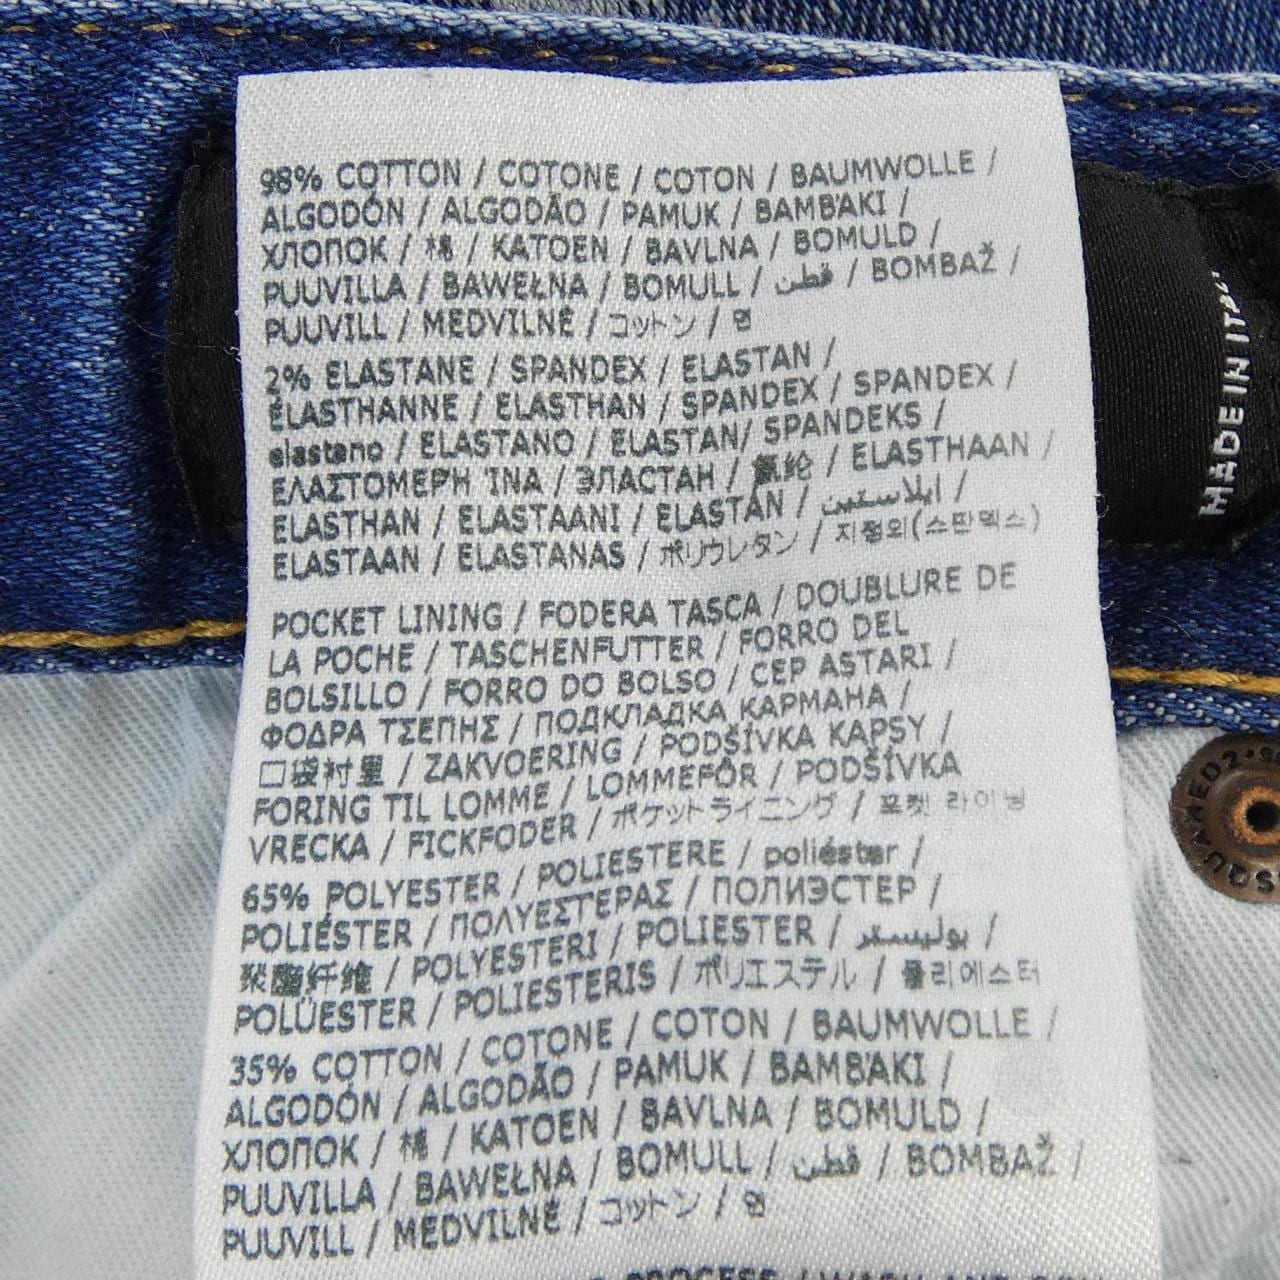 98% COTTON / COTONE / COTON / BAUMWOLLE /
ALGODÓN / ALGODÃO / PAMUK / BAMBAKI /
ХЛОПОК / 棉 / KATOEN / BAVLNA / BOMULD /
PUUVILLA / BAWEŁNA / BOMULL / قطن / BOMBAŽ /
PUUVILL / MEDVILNĖ / コットン / 면
2% ELASTANE / SPANDEX / ELASTAN /
ÉLASTHANNE / ELASTHAN / SPANDEX / SPANDEX /
elastano / ELASTANO / ELASTAN/ SPANDEKS /
ΕΛΑΣΤΟΜΕΡΗ ΊΝΑ / ЭЛАСТАН / 氨纶 / ELASTHAAN /
ELASTHAN / ELASTAANI / ELASTAN / ايلاستين /
ELASTAAN / ELASTANAS / ポリウレタン / 지정외(스판덱스)
POCKET LINING / FODERA TASCA / DOUBLURE DE
LA POCHE / TASCHENFUTTER / FORRO DEL
BOLSILLO / FORRO DO BOLSO / CEP ASTARI /
ΦΟΔΡΑ ΤΣΕΠΗΣ / ПОДКЛАДКА КАРМАНА /
口袋衬里 / ZAKVOERING / PODŠÍVKA KAPSY /
FORING TIL LOMME / LOMMEFÔR / PODŠÍVKA
VRECKA / FICKFODER / ポケットライニング / 포켓 라이닝
65% POLYESTER / POLIESTERE / poliéster /
POLIÉSTER / ΠΟΛΥΕΣΤΕΡΑΣ / ПОЛИЭСТЕР /
聚酯纤维 / POLYESTERI / POLIESTER / بوليستر /
POLÜESTER / POLIESTERIS / ポリエステル / 폴리에스터
35% COTTON / COTONE / COTON / BAUMWOLLE /
ALGODÓN / ALGODÃO / PAMUK / BAMBAKI /
ХЛОПОК / 棉 / KATOEN / BAVLNA / BOMULD /
PUUVILLA / BAWEŁNA / BOMULL / قطن / BOMBAŽ /
PUUVILL / MEDVILNĖ / コットン / 면
MADE IN ITALY